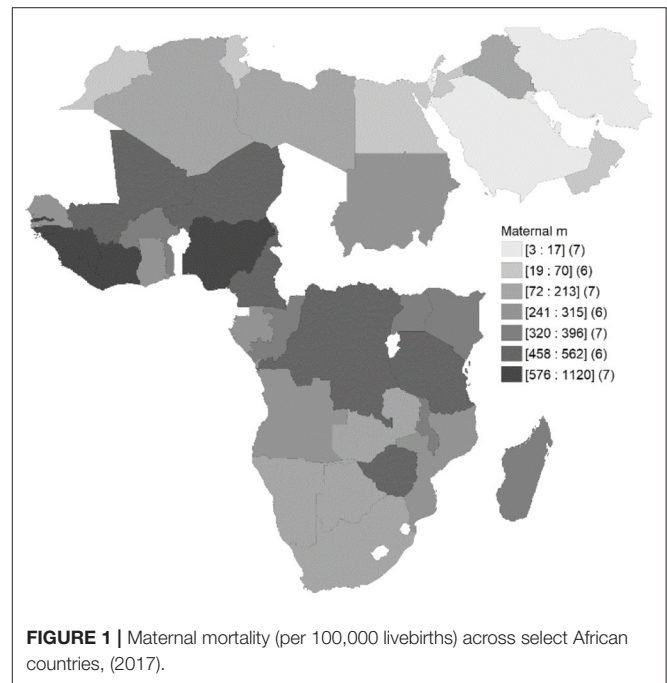 Maternal m
[3 : 17] (7)
[19 : 70] (6)
[72 : 213] (7)
[241 : 315] (6)
[320 : 396] (7)
[458 : 562] (6)
[576 : 1120] (7)
FIGURE 1 | Maternal mortality (per 100,000 livebirths) across select African
countries, (2017).